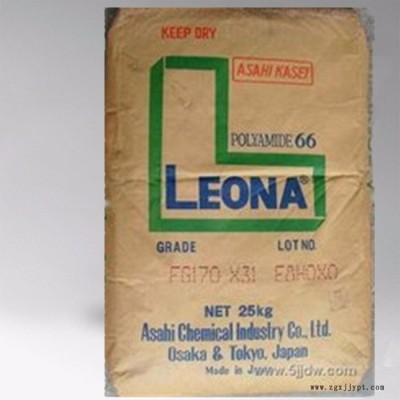 KEEP DRY
ASAHI KASEI
POLYAMIDE 66
LEONA®
GRADE LOT NO.
FG170 X31 E8H0X0
NET 25kg
Asahi Chemical Industry Co., Ltd.
Osaka & Tokyo, Japan
Made in Japan
www.5jjdw.com
www.zgxjjypt.com